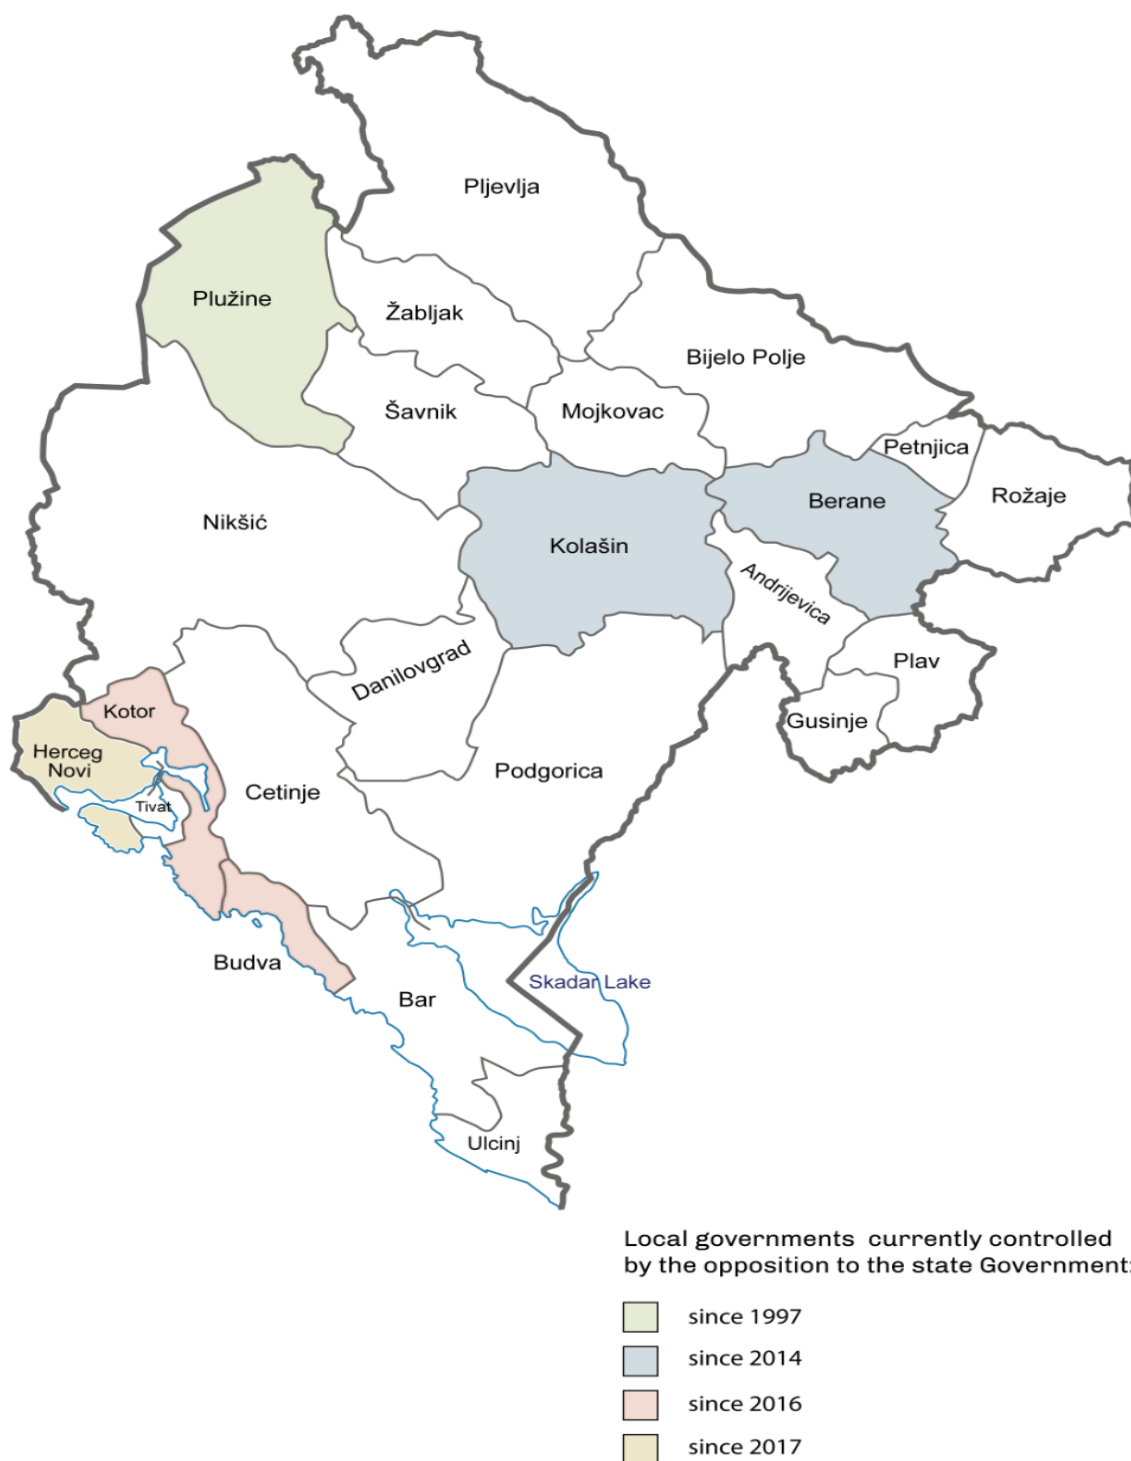 Pljevlja
Plužine
Žabljak
Bijelo Polje
Šavnik
Mojkovac
Petnjica
Berane
Rožaje
Nikšić
Kolašin
Andrijevica
Danilovgrad
Plav
Kotor
Gusinje
Herceg
Novi
Podgorica
Cetinje
Tivat
Budva
Skadar Lake
Bar
Ulcinj
Local governments currently controlled
by the opposition to the state Government:
since 1997
since 2014
since 2016
since 2017